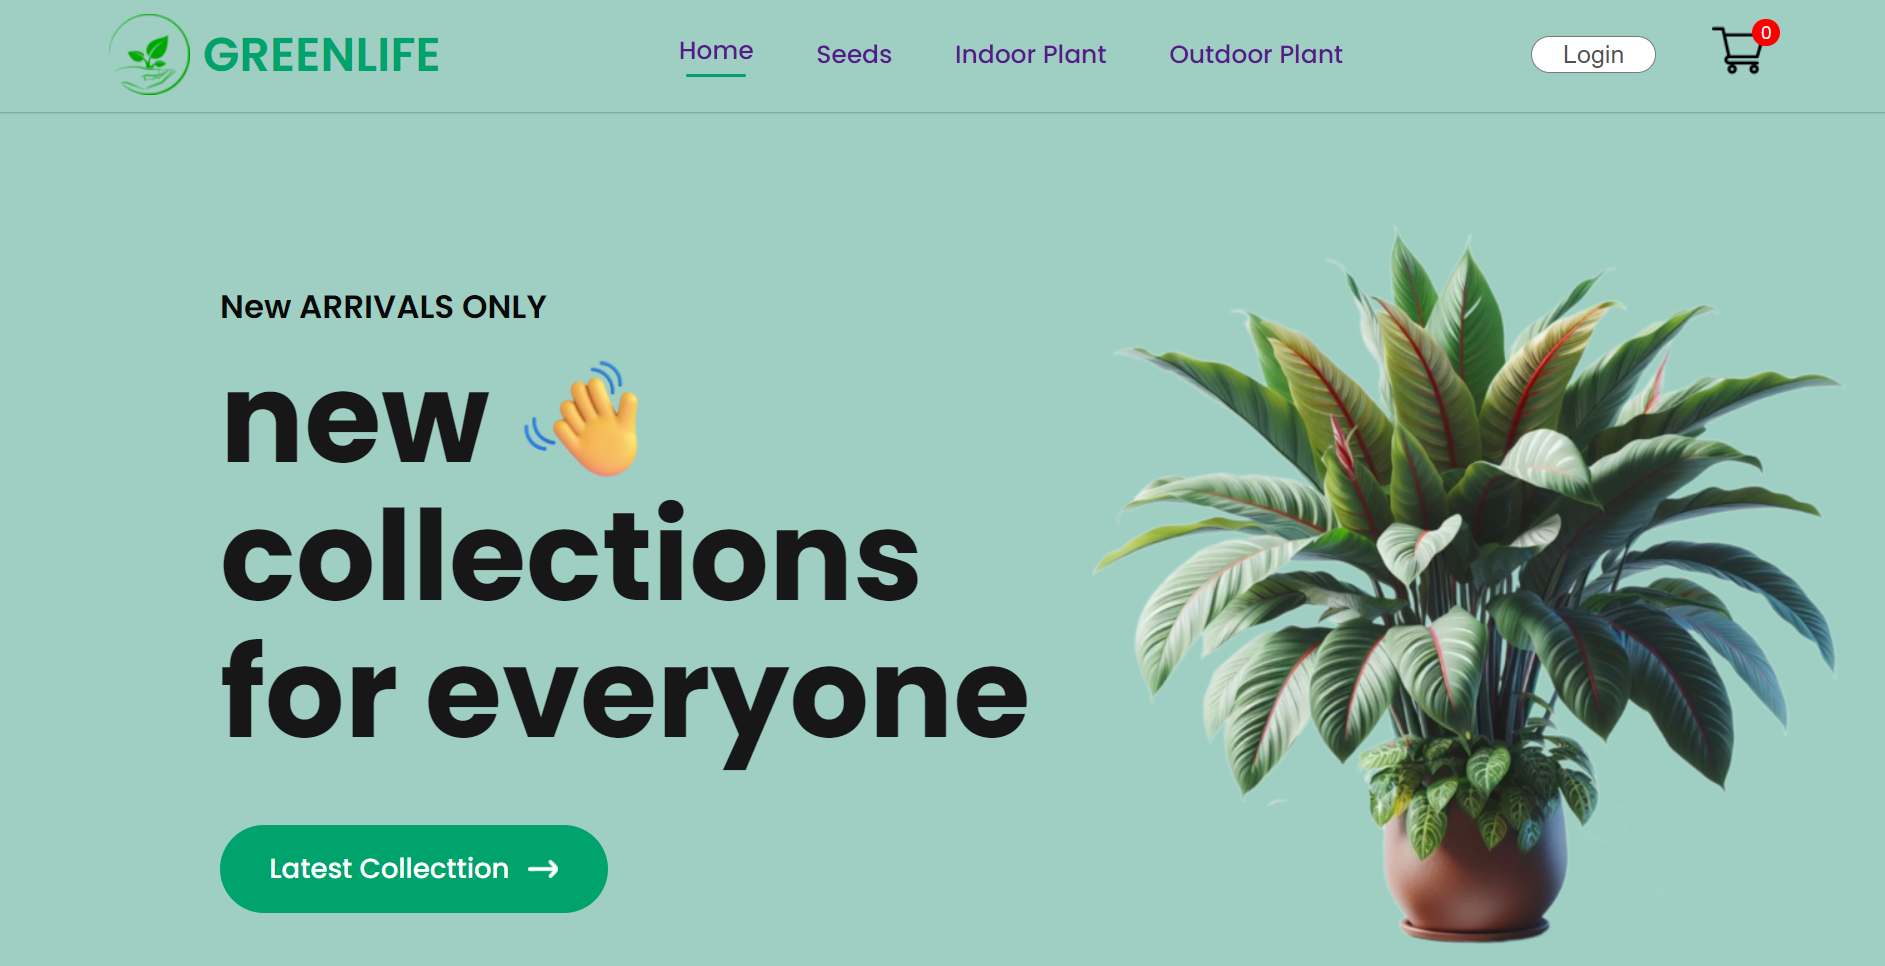 GREENLIFE
Home
Seeds
Indoor Plant
Outdoor Plant
Login
0
New ARRIVALS ONLY
new 👋
collections
for everyone
Latest Collecttion →